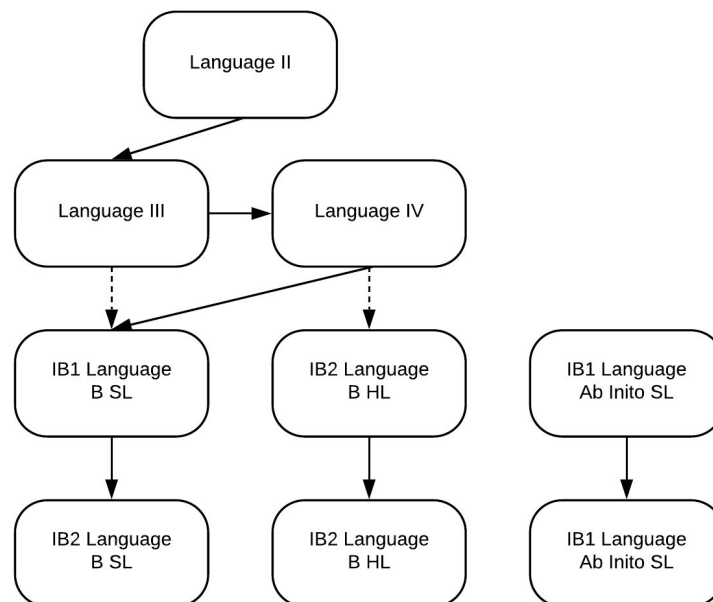 Language II
Language III
Language IV
IB1 Language
B SL
IB2 Language
B HL
IB1 Language
Ab Inito SL
IB2 Language
B SL
IB2 Language
B HL
IB1 Language
Ab Inito SL